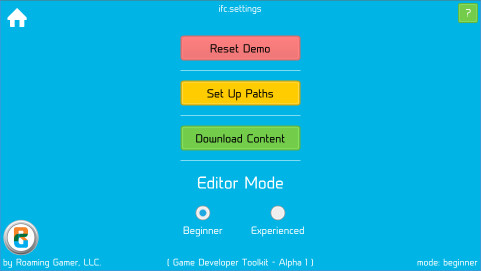 ifc.settings
?
Reset Demo
Set Up Paths
Download Content
Editor Mode
Beginner
Experienced
by Roaming Gamer, LLC.
( Game Developer Toolkit - Alpha 1 )
mode: beginner